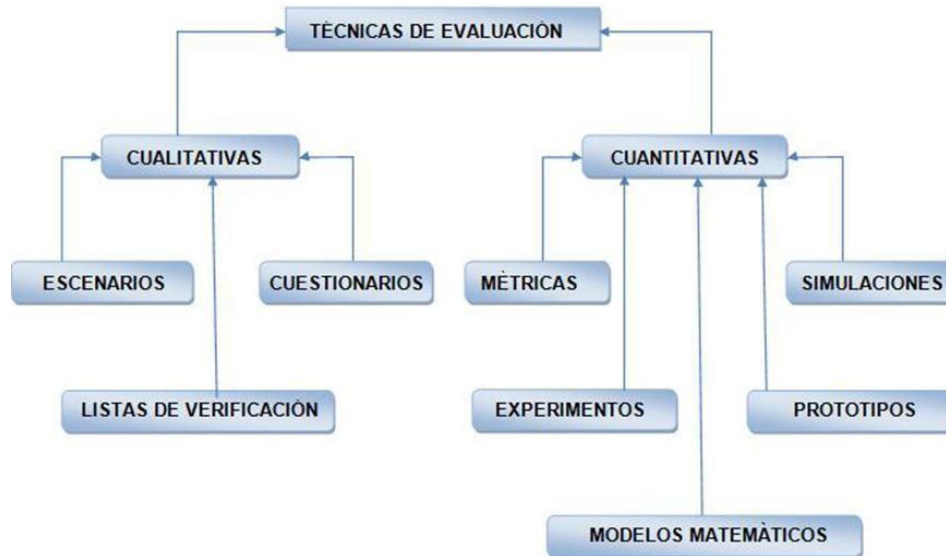 TÈCNICAS DE EVALUACIÒN
CUALITATIVAS
CUANTITATIVAS
ESCENARIOS
CUESTIONARIOS
MÈTRICAS
SIMULACIONES
LISTAS DE VERIFICACIÒN
EXPERIMENTOS
PROTOTIPOS
MODELOS MATEMÀTICOS